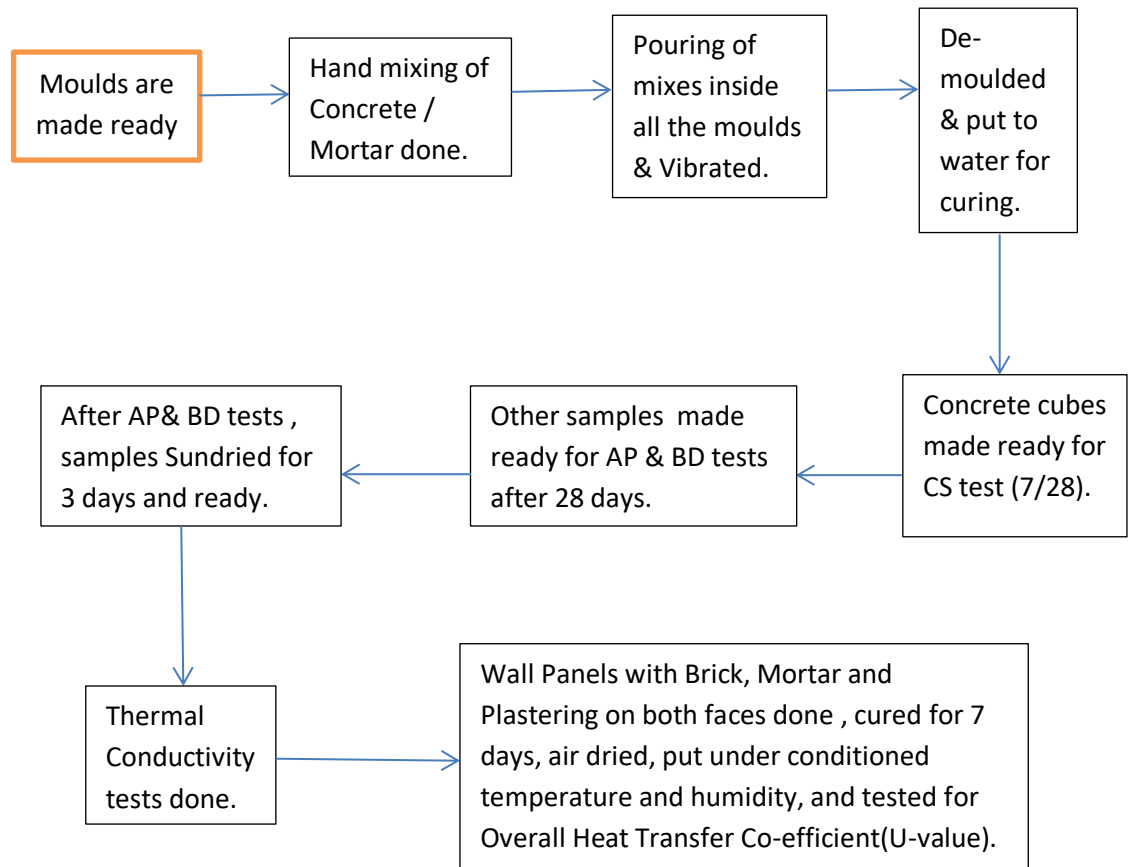 Moulds are
made ready
Hand mixing of
Concrete /
Mortar done.
Pouring of
mixes inside
all the moulds
& Vibrated.
De-
moulded
& put to
water for
curing.
Concrete cubes
made ready for
CS test (7/28).
Other samples  made
ready for AP & BD tests
after 28 days.
After AP& BD tests ,
samples Sundried for
3 days and ready.
Thermal
Conductivity
tests done.
Wall Panels with Brick, Mortar and
Plastering on both faces done , cured for 7
days, air dried, put under conditioned
temperature and humidity, and tested for
Overall Heat Transfer Co-efficient(U-value).